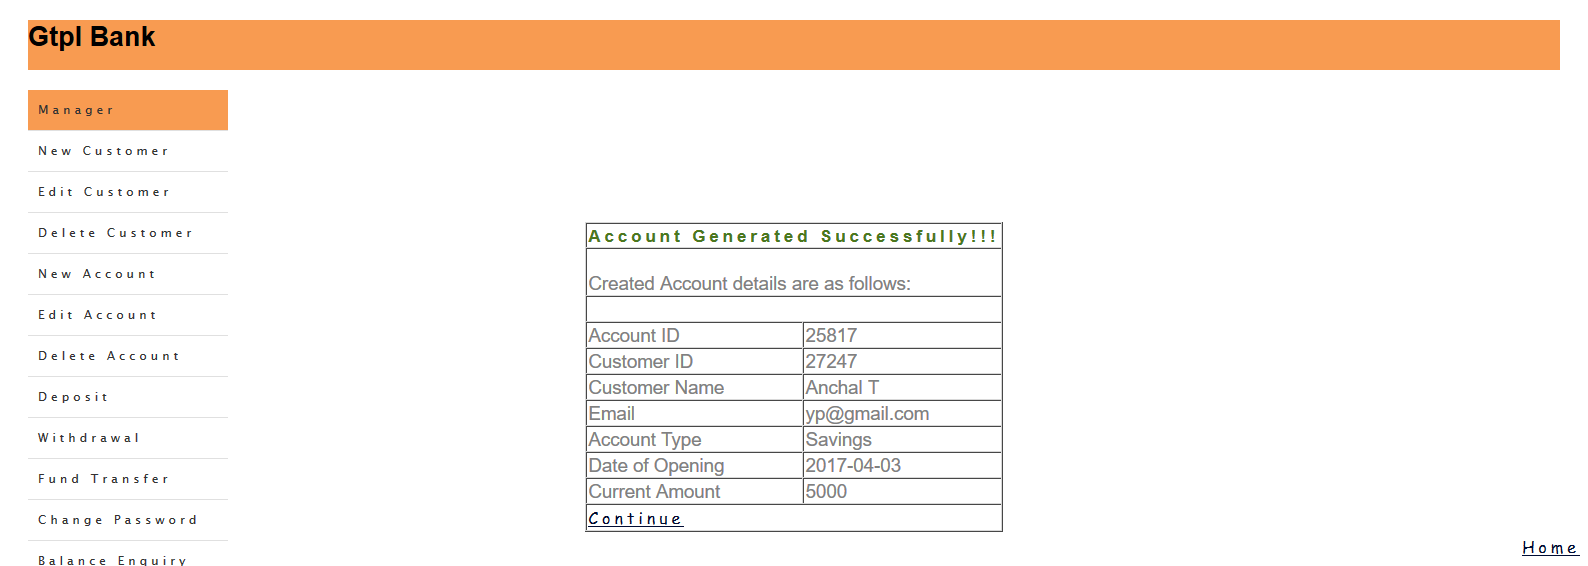 Gtpl Bank
Manager
New Customer
Edit Customer
Delete Customer
New Account
Edit Account
Delete Account
Deposit
Withdrawal
Fund Transfer
Change Password
Balance Enquiry
Account Generated Successfully!!!
Created Account details are as follows:
Account ID 25817
Customer ID 27247
Customer Name Anchal T
Email yp@gmail.com
Account Type Savings
Date of Opening 2017-04-03
Current Amount 5000
Continue
Home